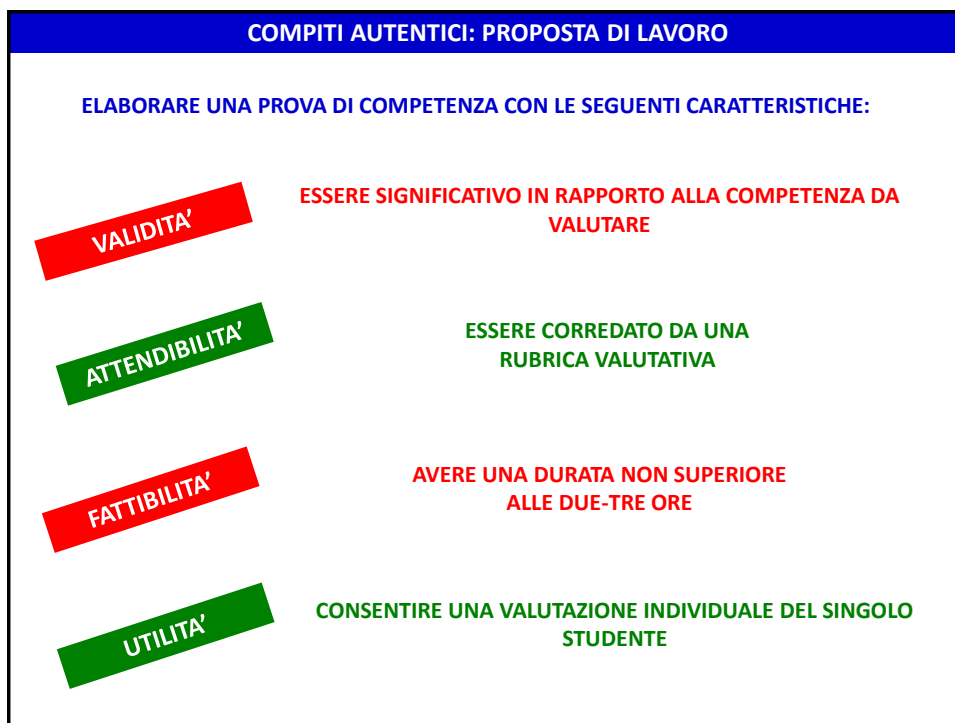 COMPITI AUTENTICI: PROPOSTA DI LAVORO
ELABORARE UNA PROVA DI COMPETENZA CON LE SEGUENTI CARATTERISTICHE:
VALIDITA’
ESSERE SIGNIFICATIVO IN RAPPORTO ALLA COMPETENZA DA
VALUTARE
ATTENDIBILITA’
ESSERE CORREDATO DA UNA
RUBRICA VALUTATIVA
FATTIBILITA’
AVERE UNA DURATA NON SUPERIORE
ALLE DUE-TRE ORE
UTILITA’
CONSENTIRE UNA VALUTAZIONE INDIVIDUALE DEL SINGOLO
STUDENTE